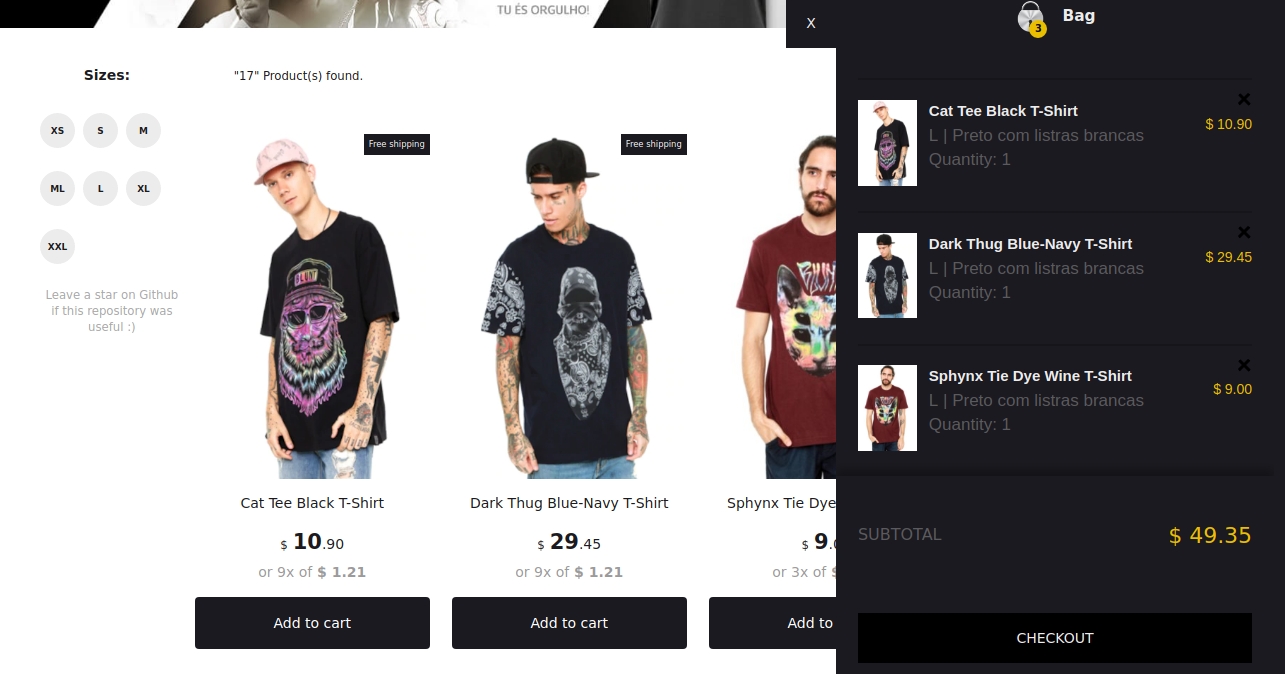 TU ÉS ORGULHO!
X
3
Bag
Sizes:
XS
S
M
ML
L
XL
XXL
Leave a star on Github
if this repository was
useful :)
"17" Product(s) found.
Free shipping
BLUNT
Cat Tee Black T-Shirt
$ 10.90
or 9x of $ 1.21
Add to cart
Free shipping
Dark Thug Blue-Navy T-Shirt
$ 29.45
or 9x of $ 1.21
Add to cart
Sphynx Tie Dye
$ 9.0
or 3x of $
Add to
Cat Tee Black T-Shirt
L | Preto com listras brancas
Quantity: 1
$ 10.90
Dark Thug Blue-Navy T-Shirt
L | Preto com listras brancas
Quantity: 1
$ 29.45
Sphynx Tie Dye Wine T-Shirt
L | Preto com listras brancas
Quantity: 1
$ 9.00
SUBTOTAL
$ 49.35
CHECKOUT